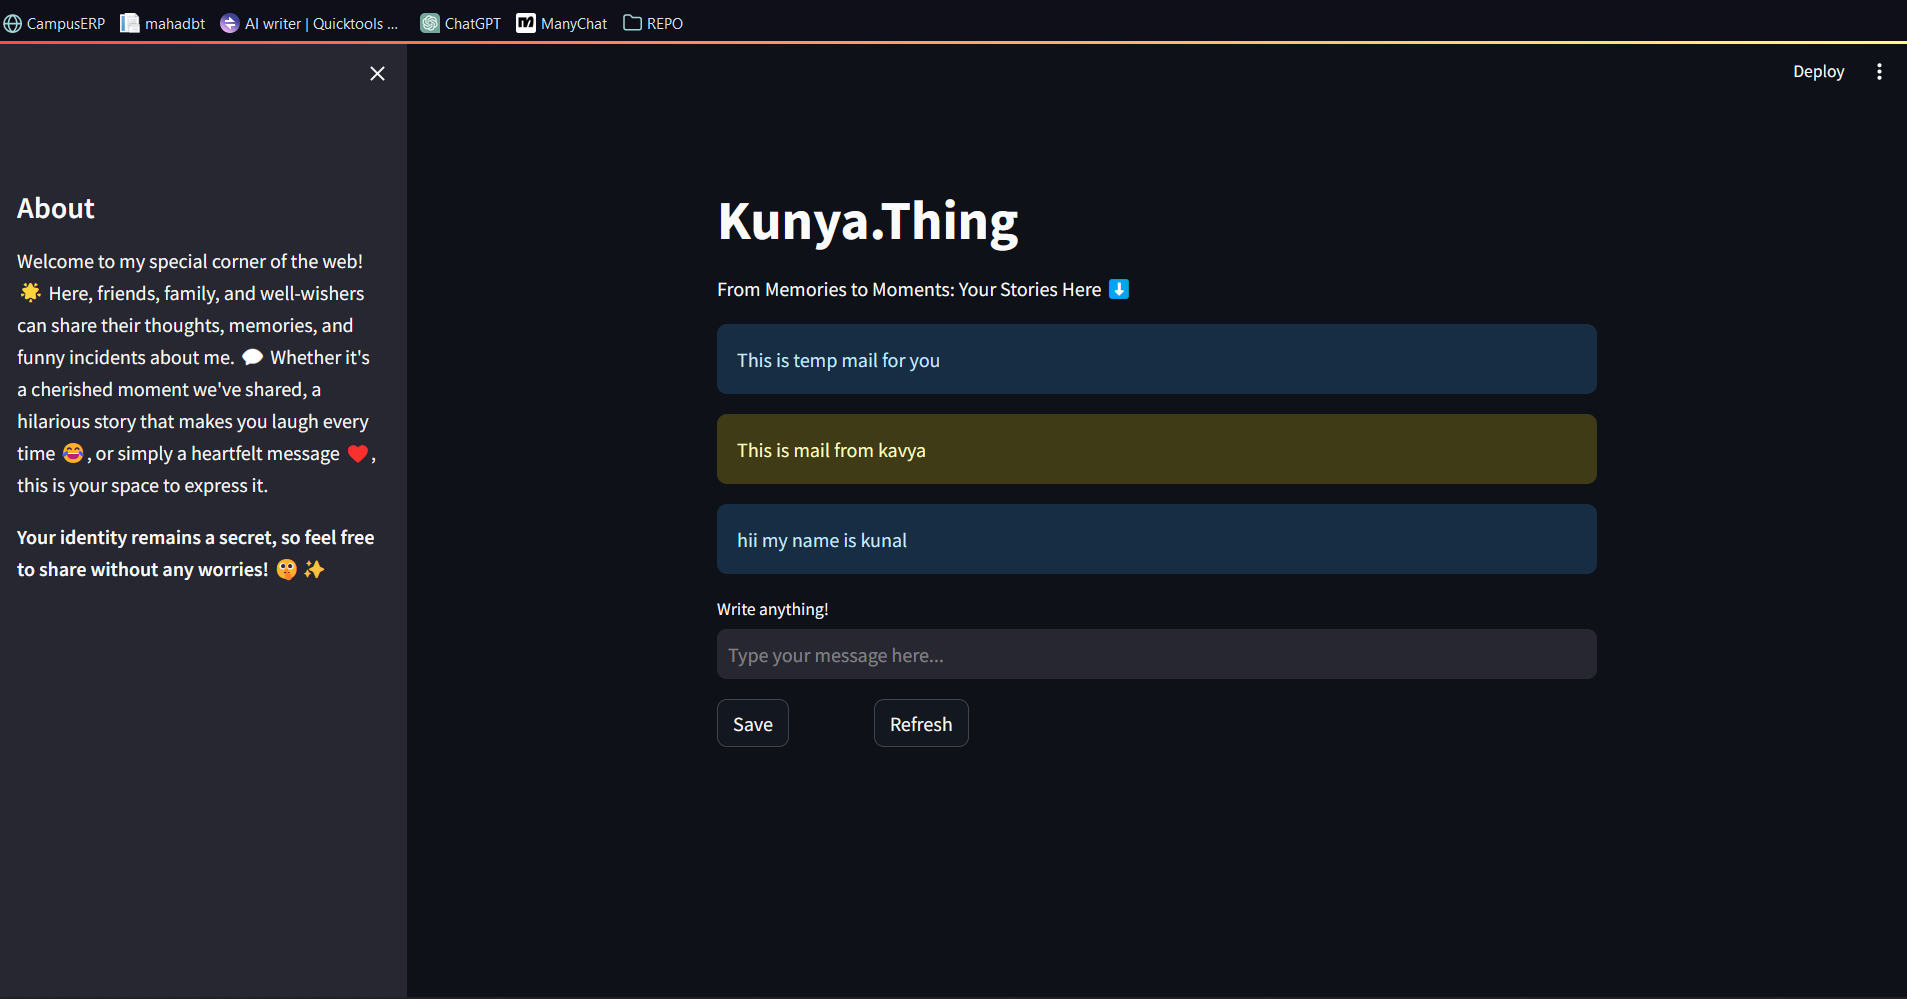 CampusERP mahadbt AI writer | Quicktools ... ChatGPT ManyChat REPO
Deploy
About
Welcome to my special corner of the web!
🌟 Here, friends, family, and well-wishers
can share their thoughts, memories, and
funny incidents about me. 💬 Whether it's
a cherished moment we've shared, a
hilarious story that makes you laugh every
time 😂, or simply a heartfelt message ❤️,
this is your space to express it.
Your identity remains a secret, so feel free
to share without any worries! 🤫✨
Kunya.Thing
From Memories to Moments: Your Stories Here ⬇️
This is temp mail for you
This is mail from kavya
hii my name is kunal
Write anything!
Type your message here...
Save Refresh